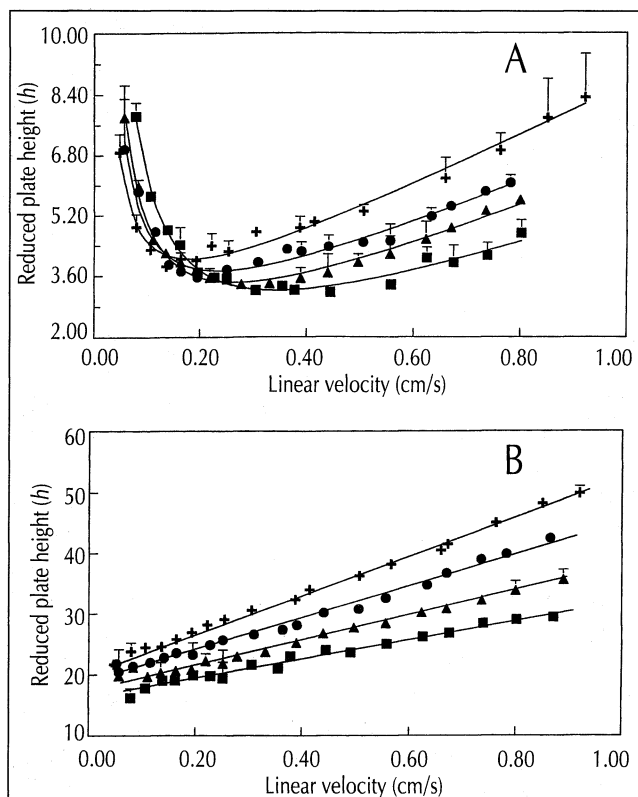 A
Reduced plate height (h)
10.00
8.40
6.80
5.20
3.60
2.00
0.00 0.20 0.40 0.60 0.80 1.00
Linear velocity (cm/s)
B
Reduced plate height (h)
60
50
40
30
20
10
0.00 0.20 0.40 0.60 0.80 1.00
Linear velocity (cm/s)